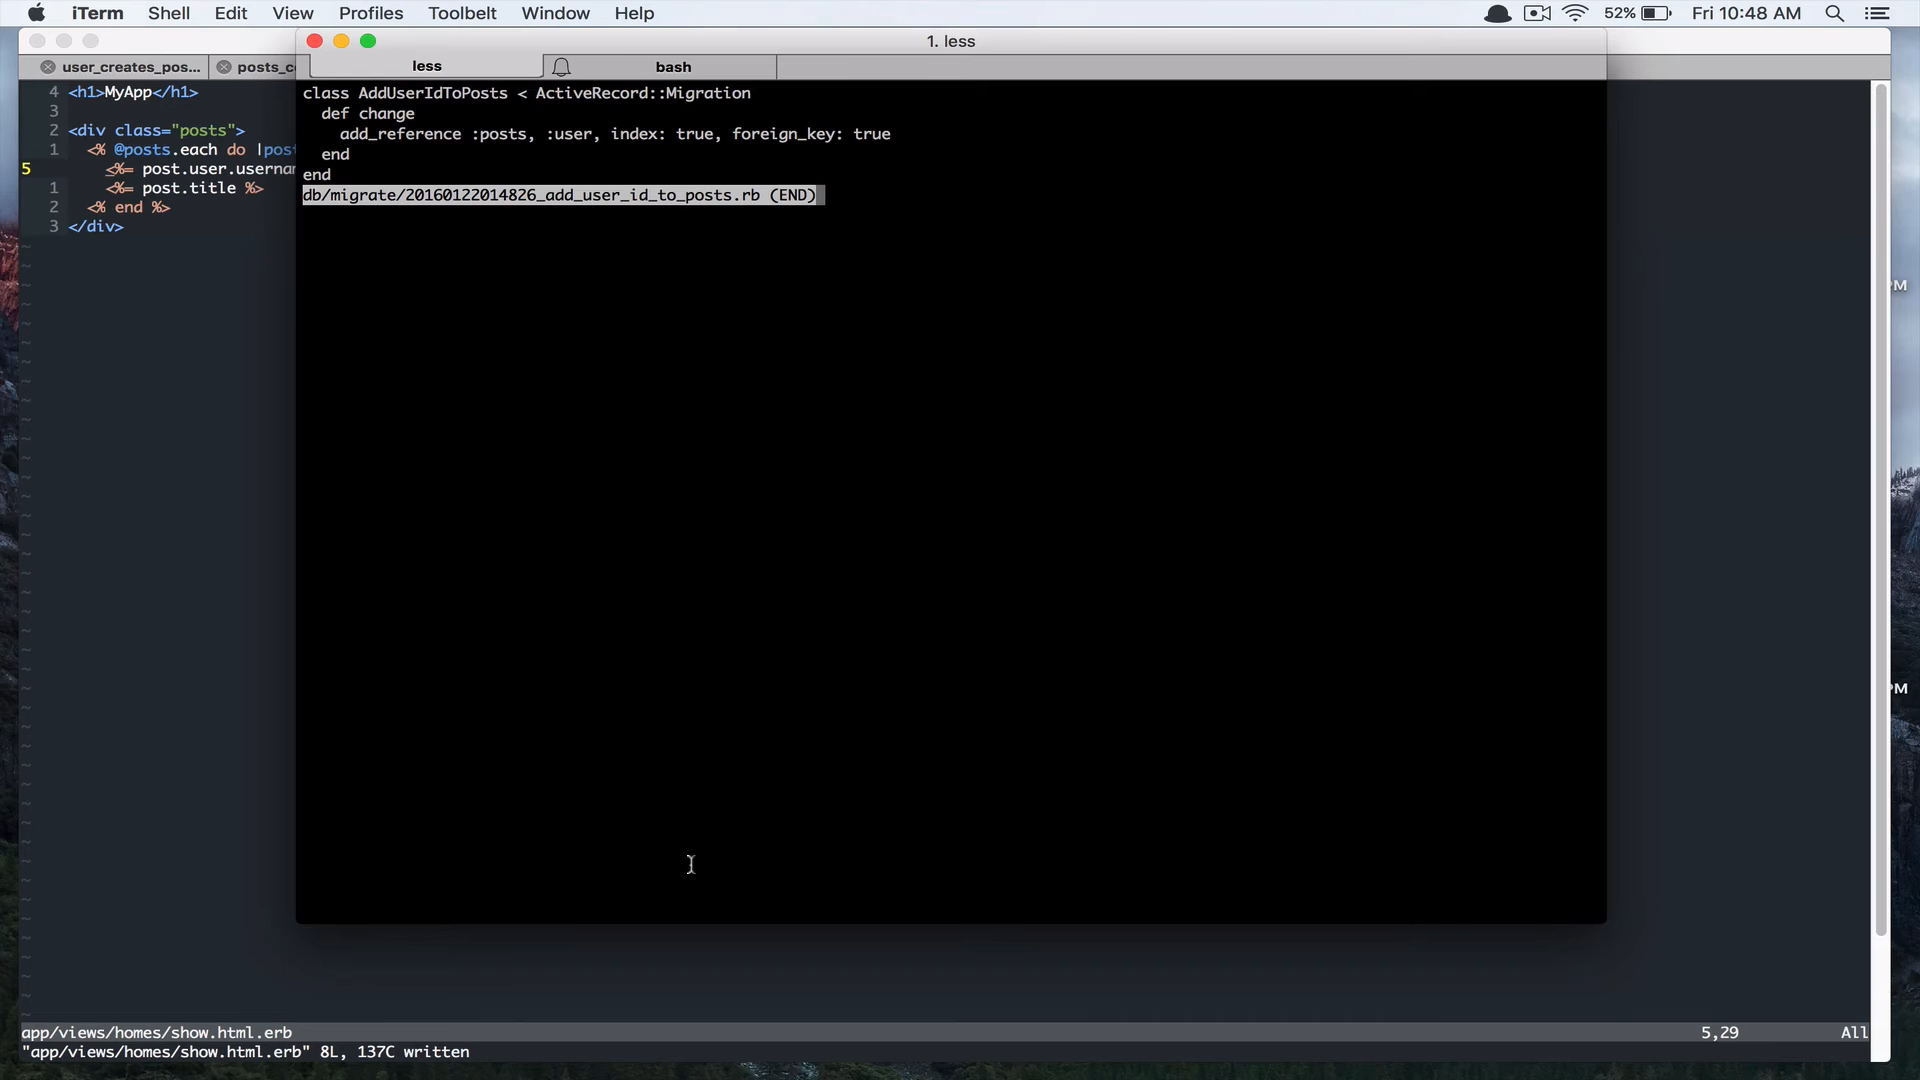 iTerm Shell Edit View Profiles Toolbelt Window Help 52% Fri 10:48 AM
1. less
user_creates_pos... posts_c less bash
4 <h1>MyApp</h1>
3
2 <div class="posts">
1 <% @posts.each do |pos
5 <%= post.user.userna
1 <%= post.title %>
2 <% end %>
3 </div>
~
class AddUserIdToPosts < ActiveRecord::Migration
def change
add_reference :posts, :user, index: true, foreign_key: true
end
end
db/migrate/20160122014826_add_user_id_to_posts.rb (END)
PM
PM
app/views/homes/show.html.erb 5,29 All
"app/views/homes/show.html.erb" 8L, 137C written